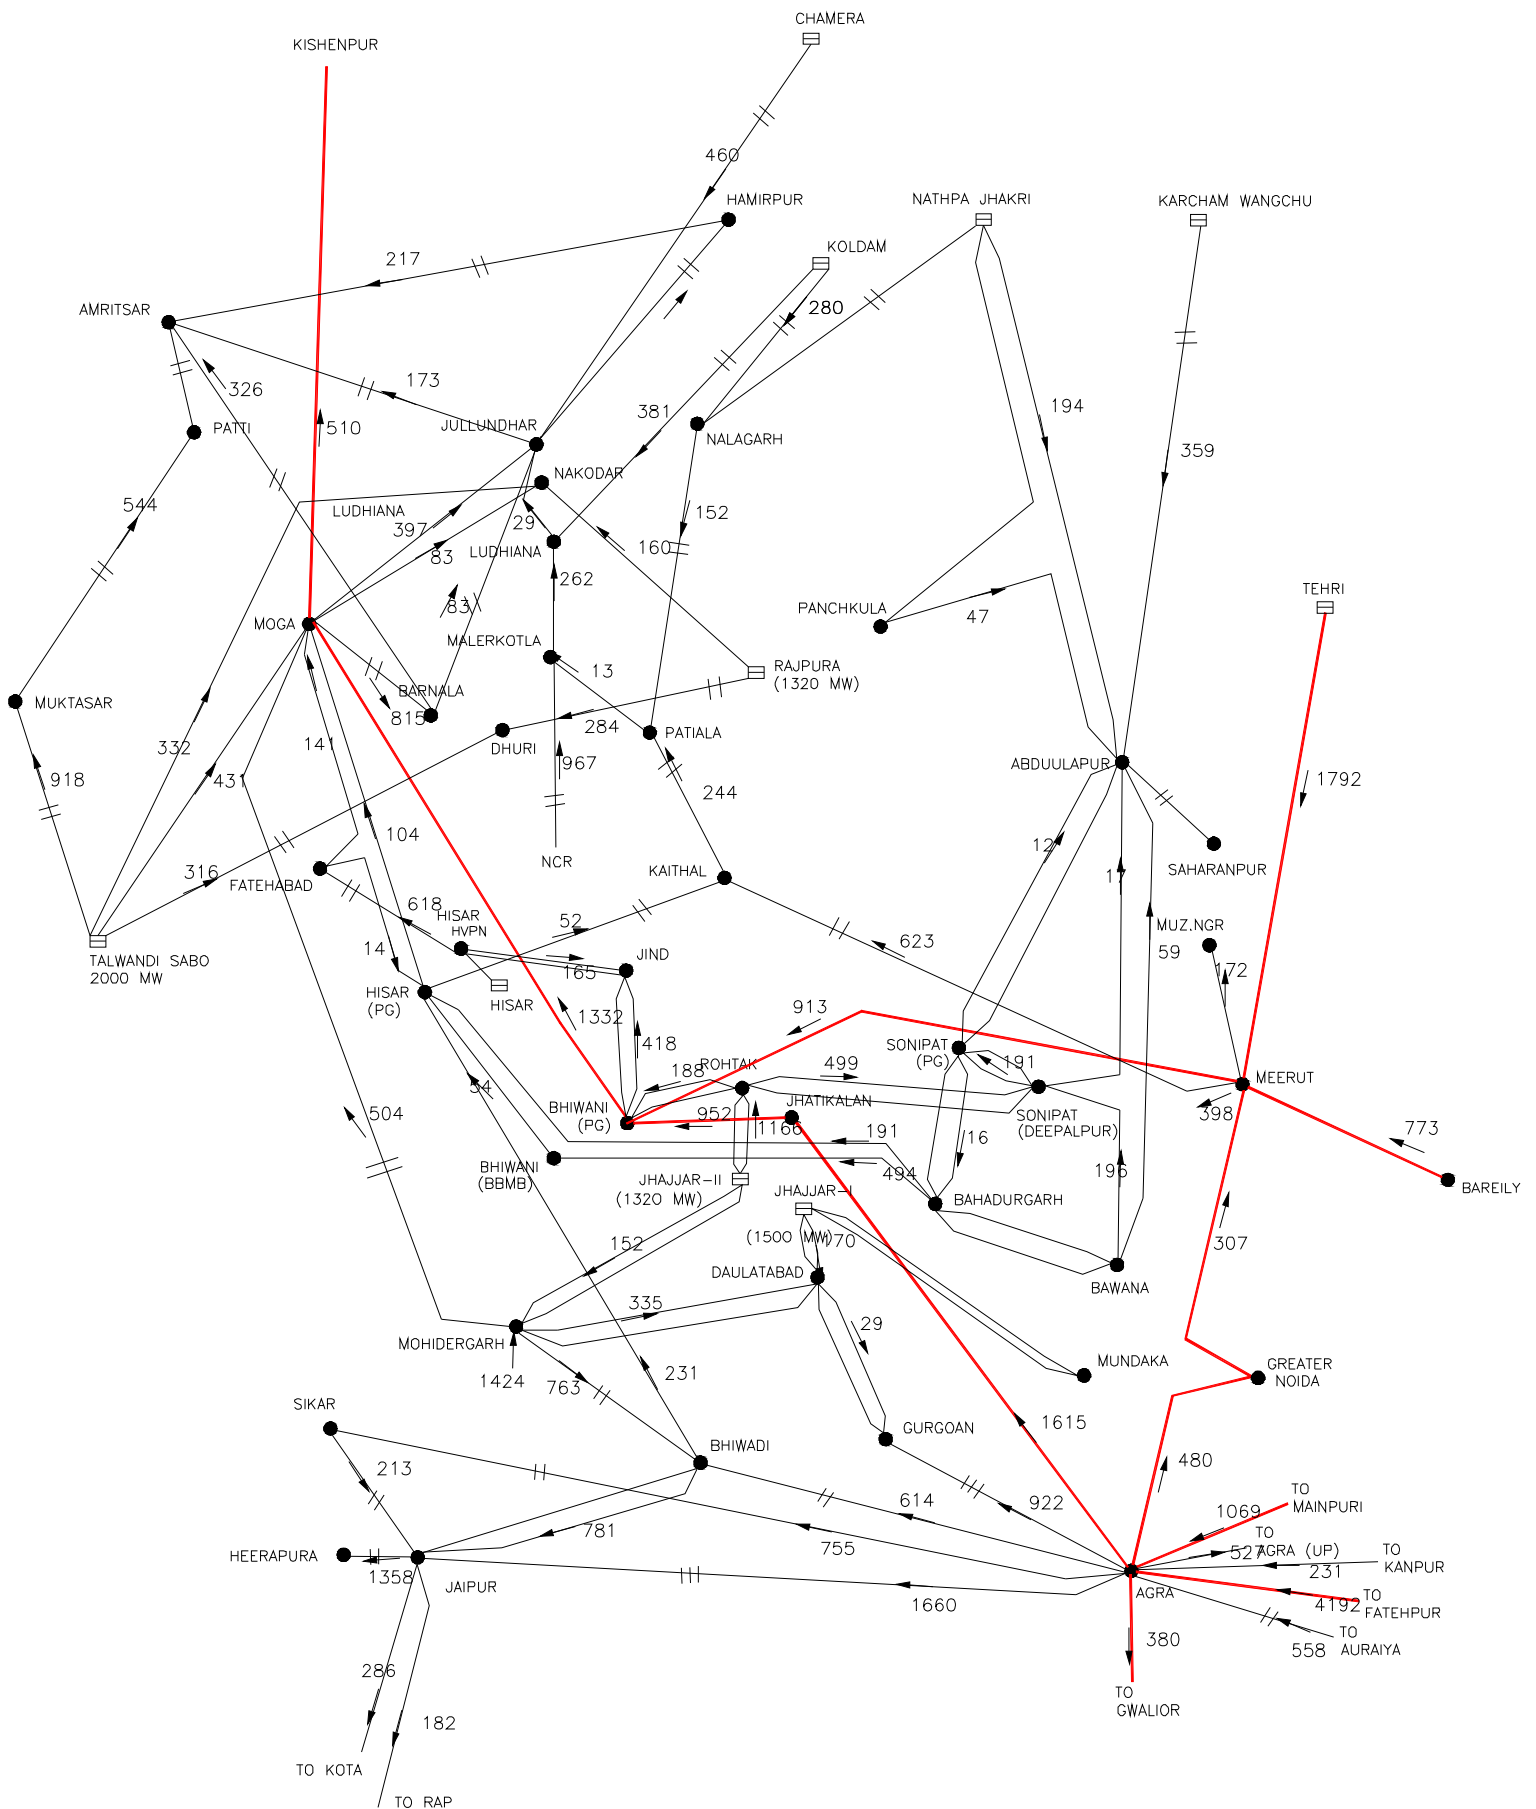 CHAMERA
KISHENPUR
460
HAMIRPUR
NATHPA JHAKRI
KARCHAM WANGCHU
KOLDAM
217
AMRITSAR
280
326
173
381
194
510
PATTI
JULLUNDHAR
NALAGARH
359
NAKODAR
544
LUDHIANA
397
29
152
83
LUDHIANA
160
262
TEHRI
83
PANCHKULA
47
MOGA
MALERKOTLA
13
RAJPURA
(1320 MW)
BARNALA
MUKTASAR
815
284
PATIALA
DHURI
332
141
967
ABDUULAPUR
918
431
244
1792
104
12
NCR
316
FATEHABAD
KAITHAL
17
SAHARANPUR
618
HISAR
HVPN
52
MUZ.NGR
14
623
59
TALWANDI SABO
2000 MW
JIND
165
172
HISAR
(PG)
HISAR
1332
913
418
SONIPAT
(PG)
191
ROHTAK
499
188
MEERUT
54
504
BHIWANI
(PG)
952
JHATIKALAN
SONIPAT
(DEEPALPUR)
398
1166
191
16
773
BHIWANI
(BBMB)
494
196
JHAJJAR-II
(1320 MW)
JHAJJAR-I
BAHADURGARH
BAREILY
152
(1500 MW)
170
307
DAULATABAD
BAWANA
335
29
MOHIDERGARH
MUNDAKA
GREATER
NOIDA
1424
763
231
SIKAR
1615
GURGOAN
BHIWADI
213
480
TO
MAINPURI
614
922
1069
781
755
TO
AGRA (UP)
527
HEERAPURA
TO
KANPUR
1358
JAIPUR
231
AGRA
1660
4192
TO
FATEHPUR
380
558
TO
AURAIYA
286
TO
GWALIOR
182
TO KOTA
TO RAP